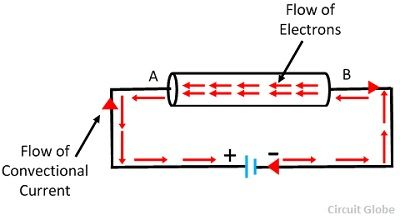 Flow of
Electrons
A
B
Flow of
Convectional
Current
+
-
Circuit Globe